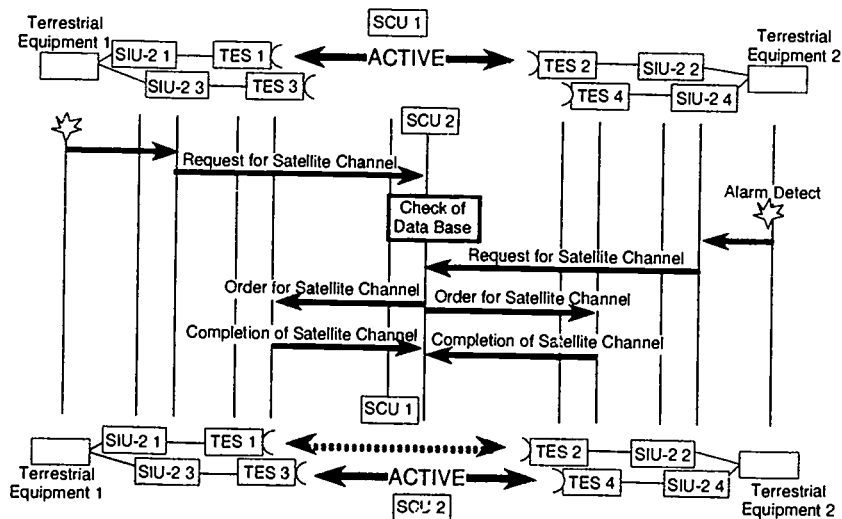 SCU 1
Terrestrial
Equipment 1
SIU-2 1
TES 1
ACTIVE
TES 2
SIU-2 2
Terrestrial
Equipment 2
SIU-2 3
TES 3
TES 4
SIU-2 4
SCU 2
Request for Satellite Channel
Alarm Detect
Check of
Data Base
Request for Satellite Channel
Order for Satellite Channel
Order for Satellite Channel
Completion of Satellite Channel
Completion of Satellite Channel
SCU 1
SIU-2 1
TES 1
TES 2
SIU-2 2
Terrestrial
Equipment 1
SIU-2 3
TES 3
ACTIVE
TES 4
SIU-2 4
Terrestrial
Equipment 2
SCU 2